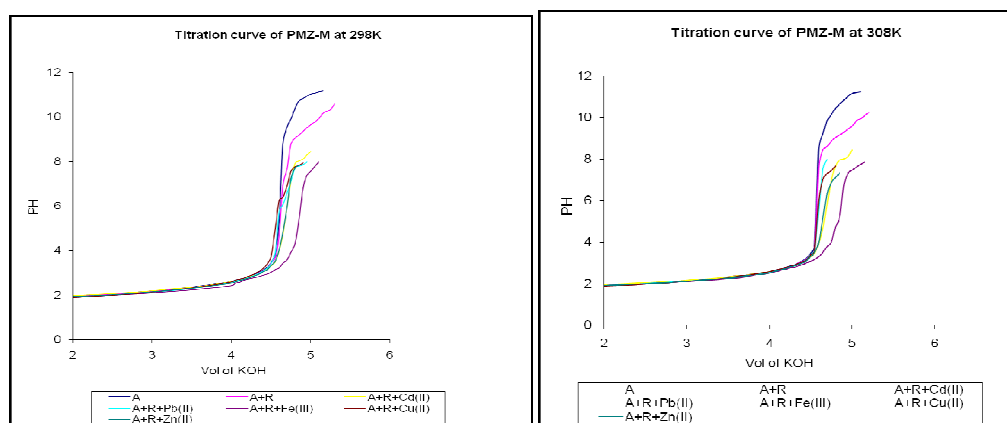 Titration curve of PMZ-M at 298K
12
10
8
6
4
2
0
PH
2 3 4 5 6
Vol of KOH
A A+R A+R+Cd(II)
A+R+Pb(II) A+R+Fe(III) A+R+Cu(II)
A+R+Zn(II)
Titration curve of PMZ-M at 308K
12
10
8
6
4
2
0
PH
2 3 4 5 6
Vol of KOH
A A+R A+R+Cd(II)
A+R+Pb(II) A+R+Fe(III) A+R+Cu(II)
A+R+Zn(II)